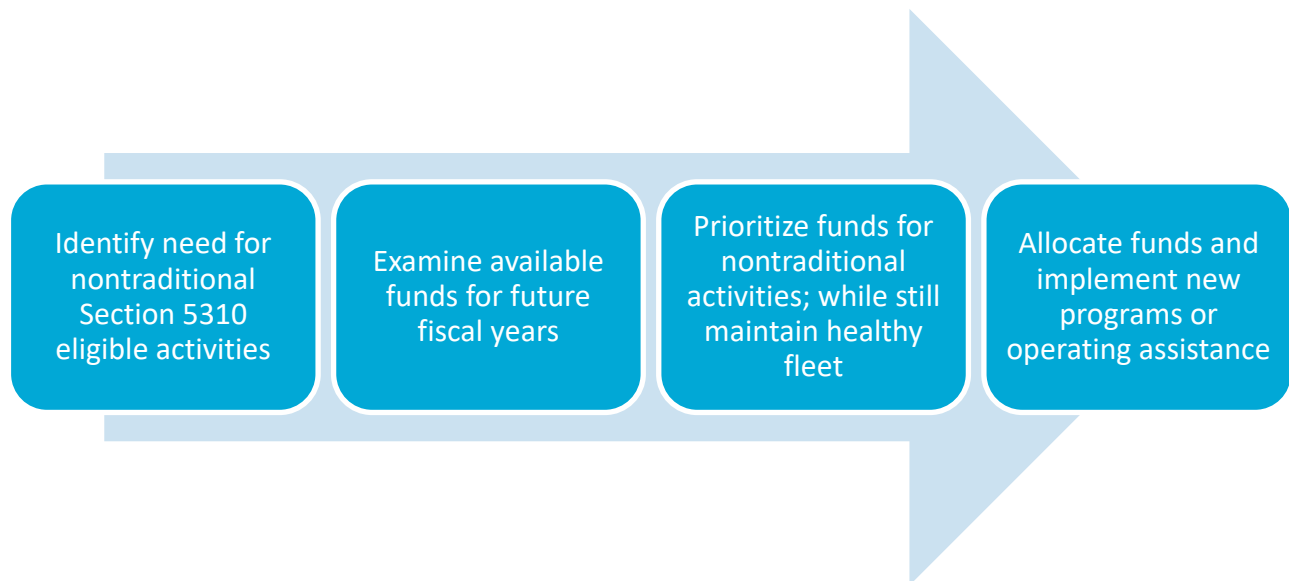 Identify need for
nontraditional
Section 5310
eligible activities
Examine available
funds for future
fiscal years
Prioritize funds for
nontraditional
activities; while still
maintain healthy
fleet
Allocate funds and
implement new
programs or
operating assistance